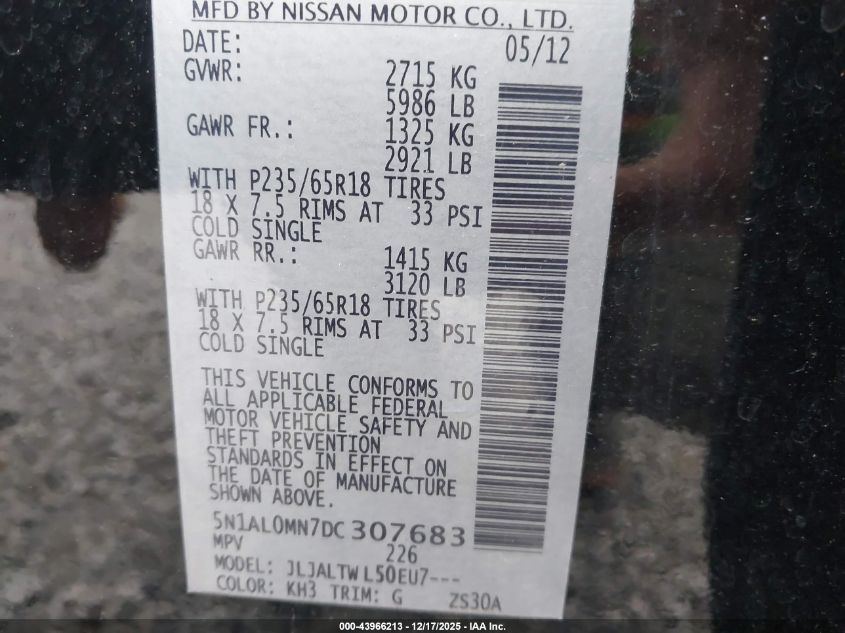 MFD BY NISSAN MOTOR CO., LTD.
DATE: 05/12
GVWR: 2715 KG
5986 LB
GAWR FR.: 1325 KG
2921 LB
WITH P235/65R18 TIRES
18 X 7.5 RIMS AT 33 PSI
COLD SINGLE
GAWR RR.: 1415 KG
3120 LB
WITH P235/65R18 TIRES
18 X 7.5 RIMS AT 33 PSI
COLD SINGLE
THIS VEHICLE CONFORMS TO
ALL APPLICABLE FEDERAL
MOTOR VEHICLE SAFETY AND
THEFT PREVENTION
STANDARDS IN EFFECT ON
THE DATE OF MANUFACTURE
SHOWN ABOVE.
5N1AL0MN7DC307683
MPV 226
MODEL: JLJALTWL50EU7---
COLOR: KH3 TRIM: G ZS30A
000-43966213 - 12/17/2025 - IAA Inc.